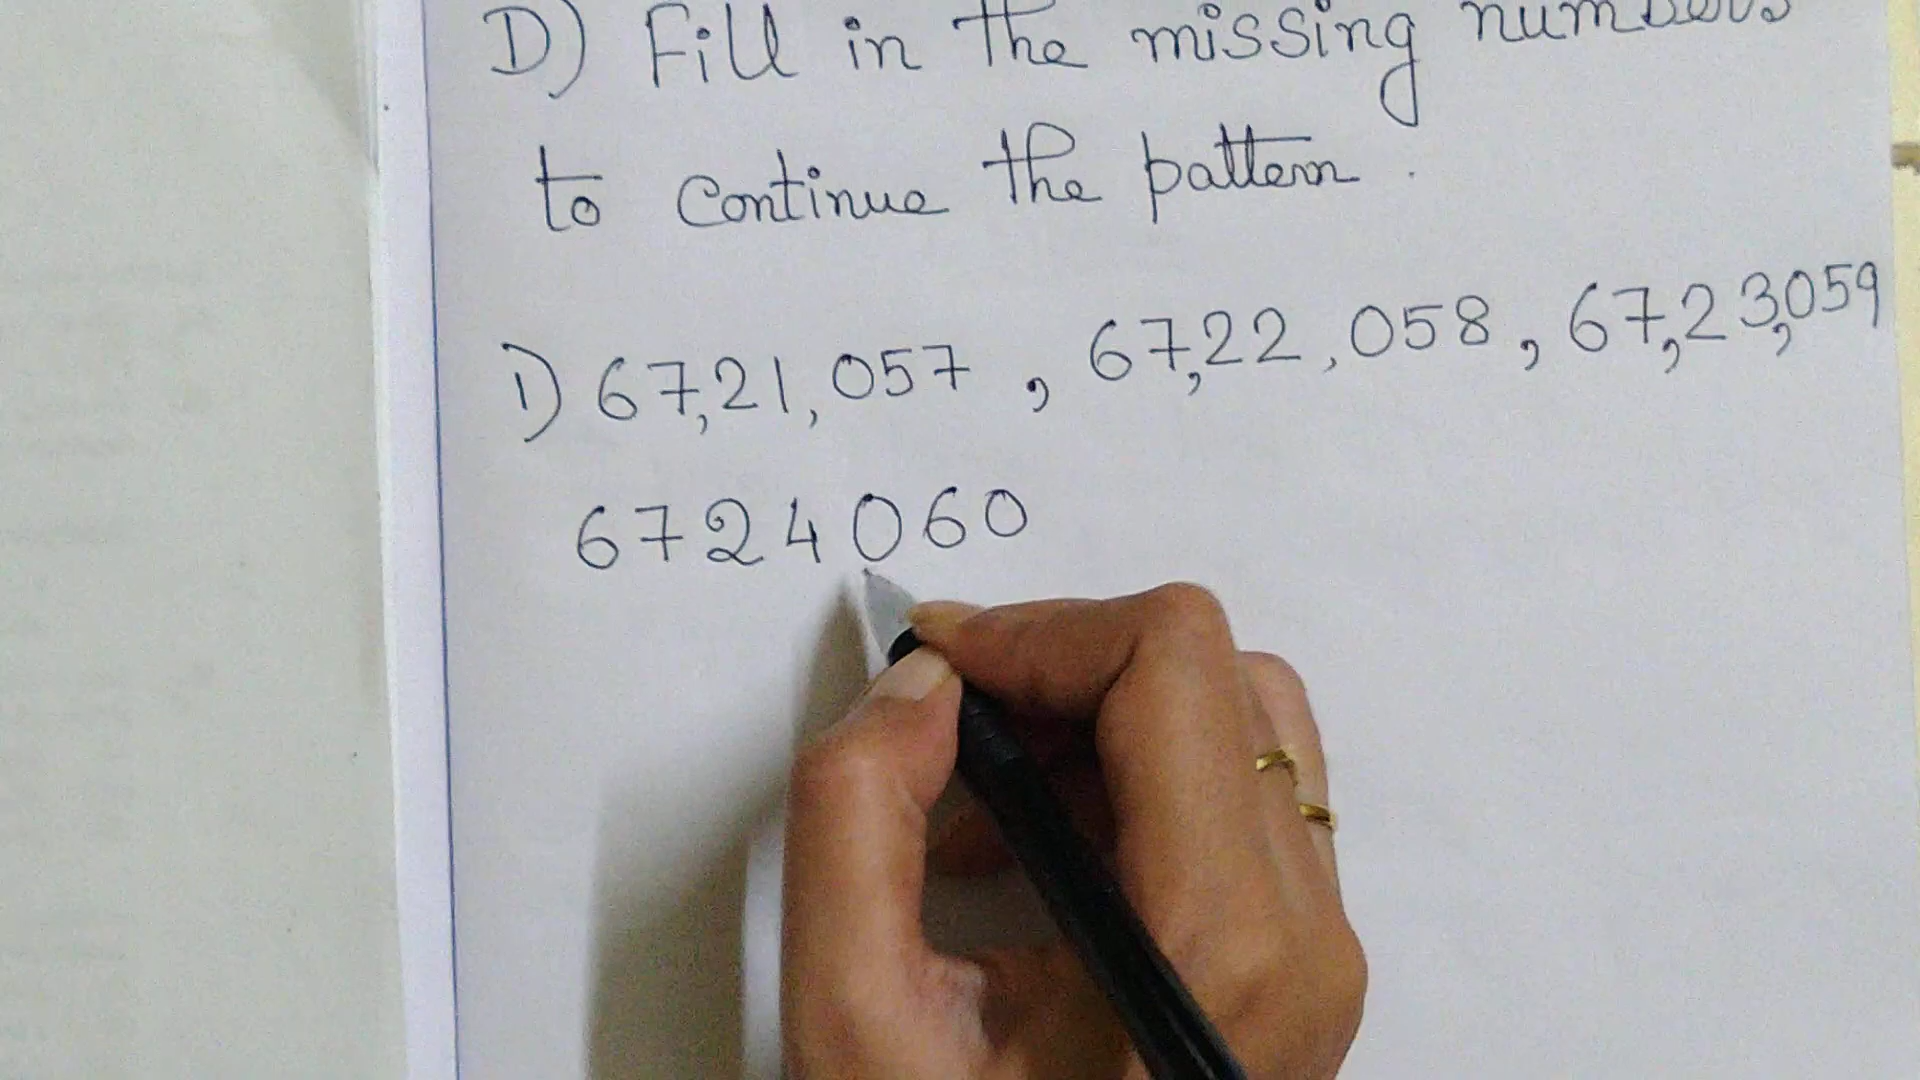 D) Fill in the missing numbers
to continue the pattern.
1) 67,21,057 , 67,22,058, 67,23,059
6724060